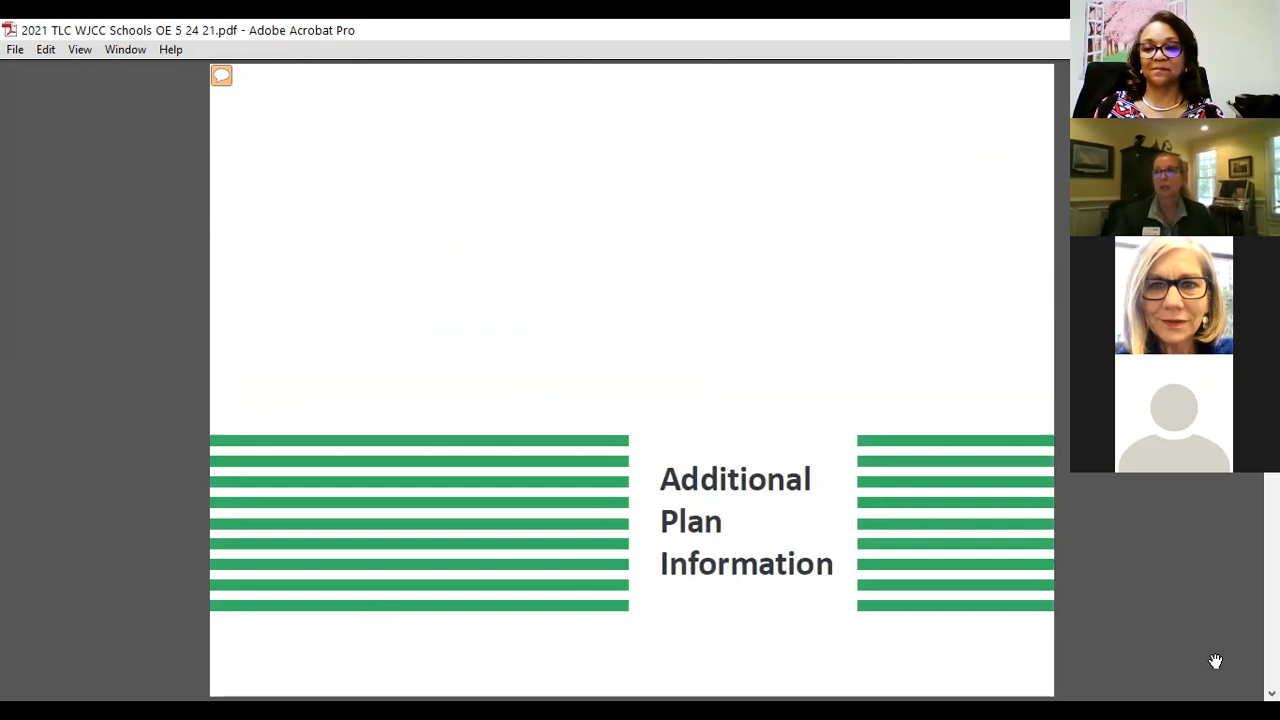 2021 TLC WJCC Schools OE 5 24 21.pdf - Adobe Acrobat Pro
File Edit View Window Help
Additional
Plan
Information